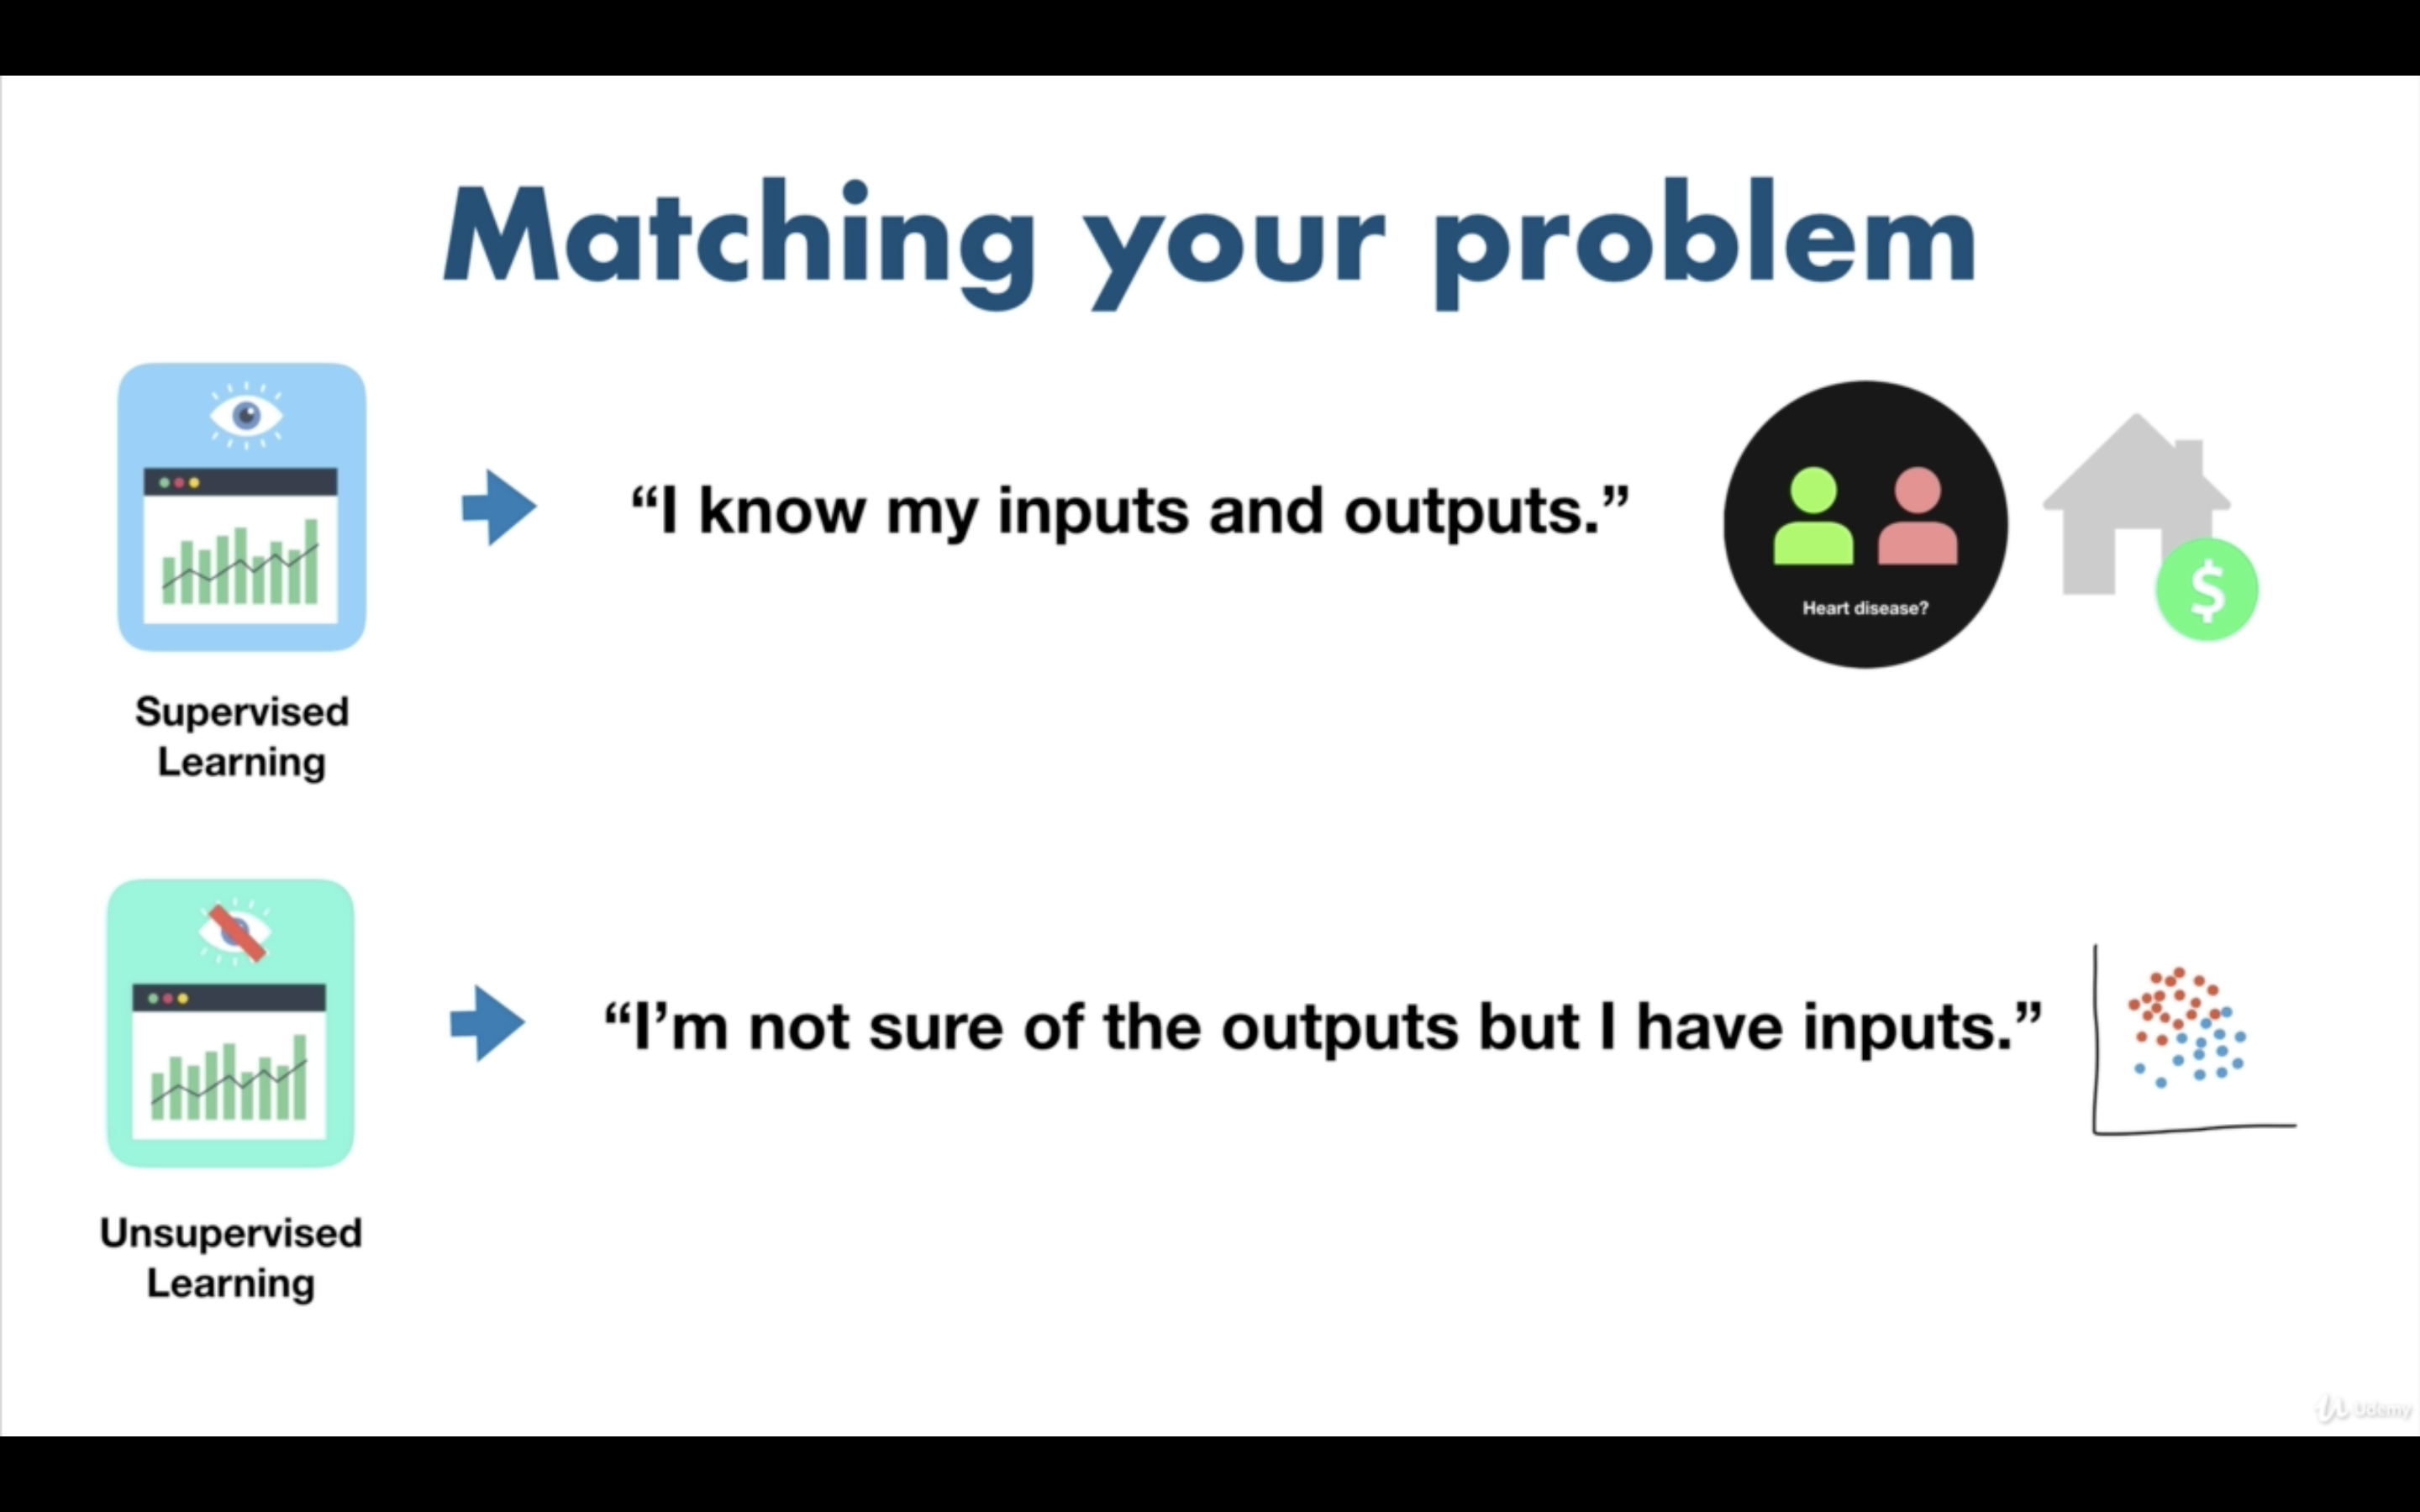 Matching your problem
“I know my inputs and outputs.”
Heart disease?
$
Supervised
Learning
“I’m not sure of the outputs but I have inputs.”
Unsupervised
Learning
Udemy